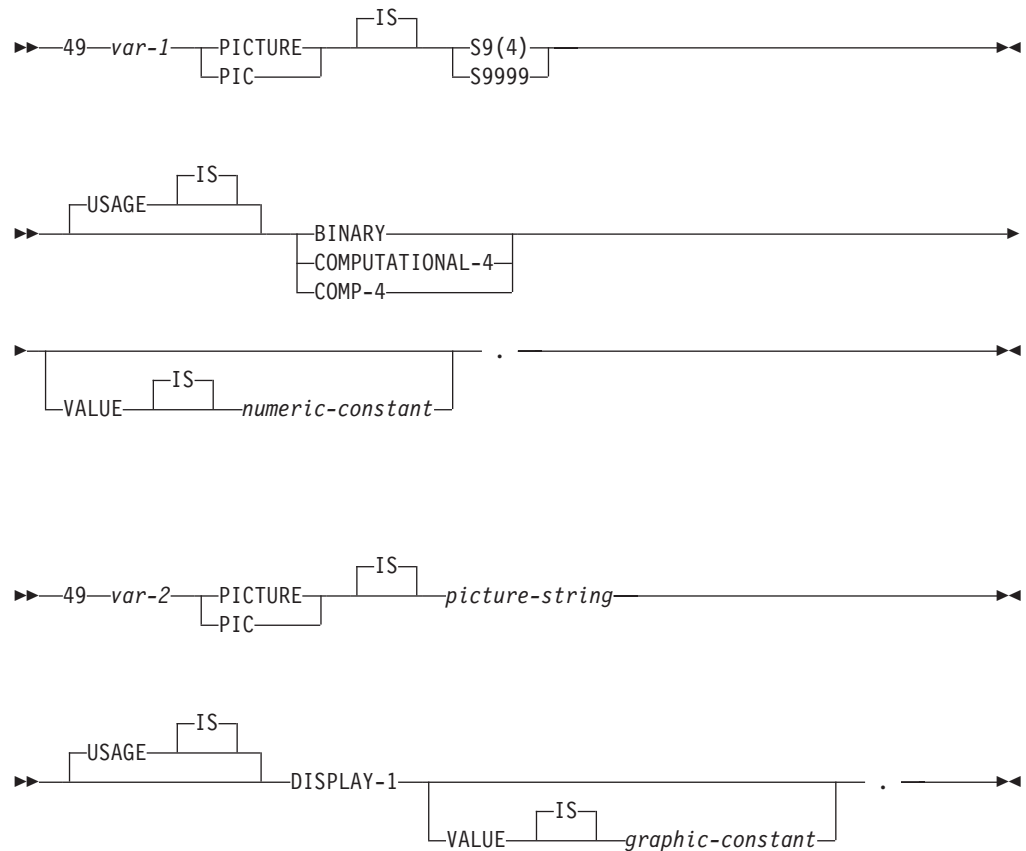 IS
49 var-1 PICTURE S9(4)
PIC S9999
IS
USAGE
BINARY
COMPUTATIONAL-4
COMP-4
.
IS
VALUE numeric-constant
IS
49 var-2 PICTURE picture-string
PIC
IS
USAGE
DISPLAY-1 .
IS
VALUE graphic-constant